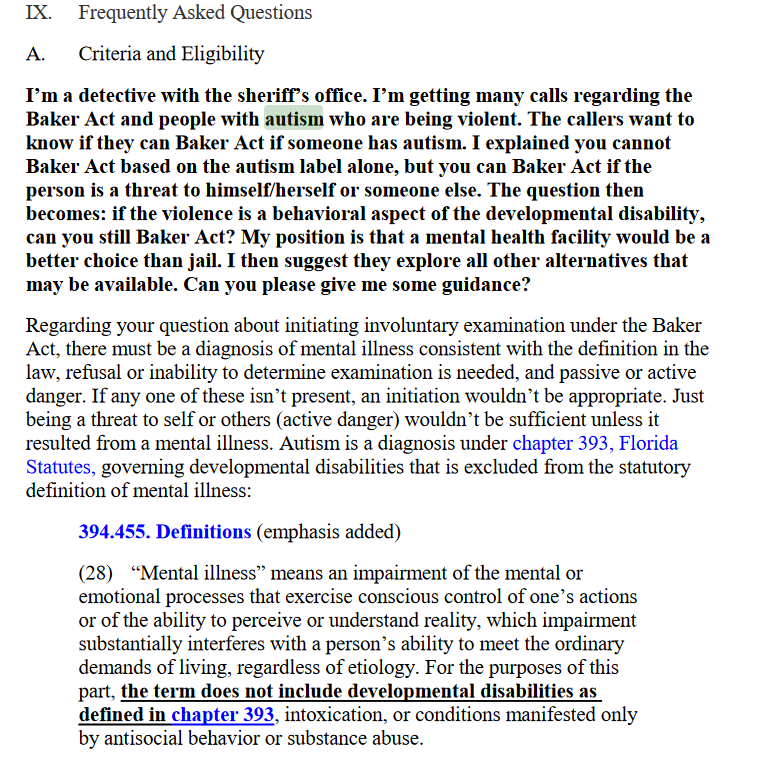 IX. Frequently Asked Questions
A. Criteria and Eligibility
I’m a detective with the sheriff’s office. I’m getting many calls regarding the
Baker Act and people with autism who are being violent. The callers want to
know if they can Baker Act if someone has autism. I explained you cannot
Baker Act based on the autism label alone, but you can Baker Act if the
person is a threat to himself/herself or someone else. The question then
becomes: if the violence is a behavioral aspect of the developmental disability,
can you still Baker Act? My position is that a mental health facility would be a
better choice than jail. I then suggest they explore all other alternatives that
may be available. Can you please give me some guidance?
Regarding your question about initiating involuntary examination under the Baker
Act, there must be a diagnosis of mental illness consistent with the definition in the
law, refusal or inability to determine examination is needed, and passive or active
danger. If any one of these isn’t present, an initiation wouldn’t be appropriate. Just
being a threat to self or others (active danger) wouldn’t be sufficient unless it
resulted from a mental illness. Autism is a diagnosis under chapter 393, Florida
Statutes, governing developmental disabilities that is excluded from the statutory
definition of mental illness:
394.455. Definitions (emphasis added)
(28) “Mental illness” means an impairment of the mental or
emotional processes that exercise conscious control of one’s actions
or of the ability to perceive or understand reality, which impairment
substantially interferes with a person’s ability to meet the ordinary
demands of living, regardless of etiology. For the purposes of this
part, the term does not include developmental disabilities as
defined in chapter 393, intoxication, or conditions manifested only
by antisocial behavior or substance abuse.